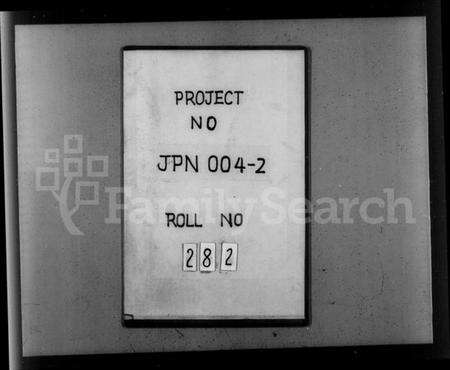 PROJECT
NO
JPN 004-2
FamilySearch
ROLL NO
282